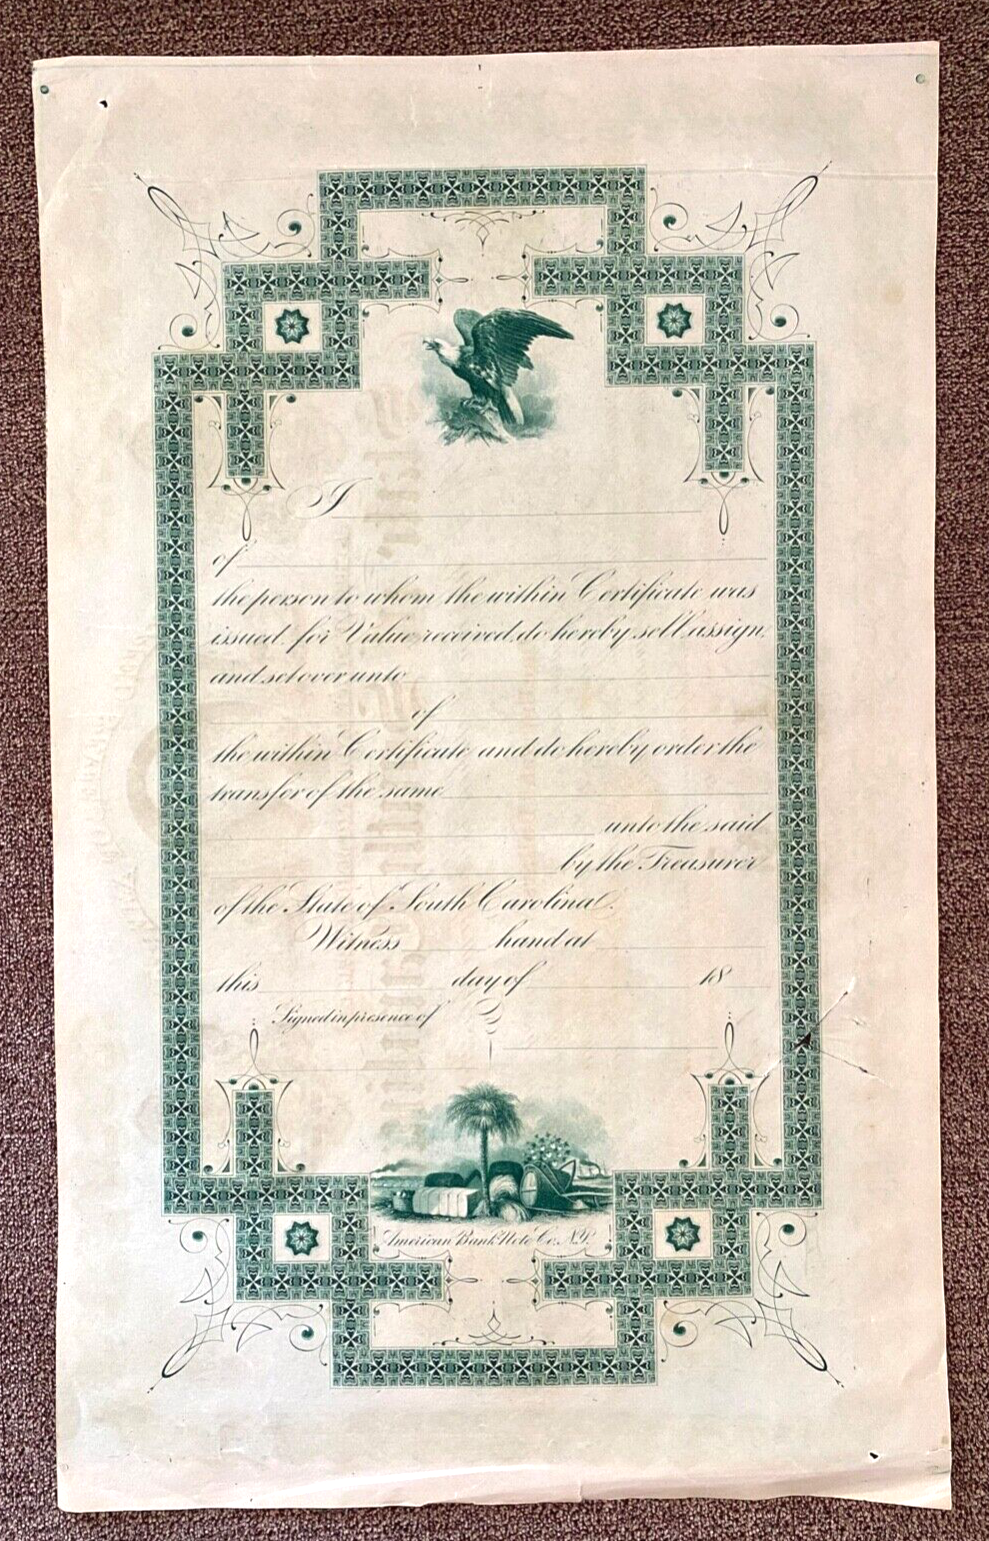 I
of
the person to whom the within Certificate was
issued, for Value received, do hereby sell, assign,
and set over unto
of
the within Certificate and do hereby order the
transfer of the same
unto the said
by the Treasurer
of the State of South Carolina.
Witness hand at
this day of 18
Signed in presence of
American Bank Note Co. N.Y.